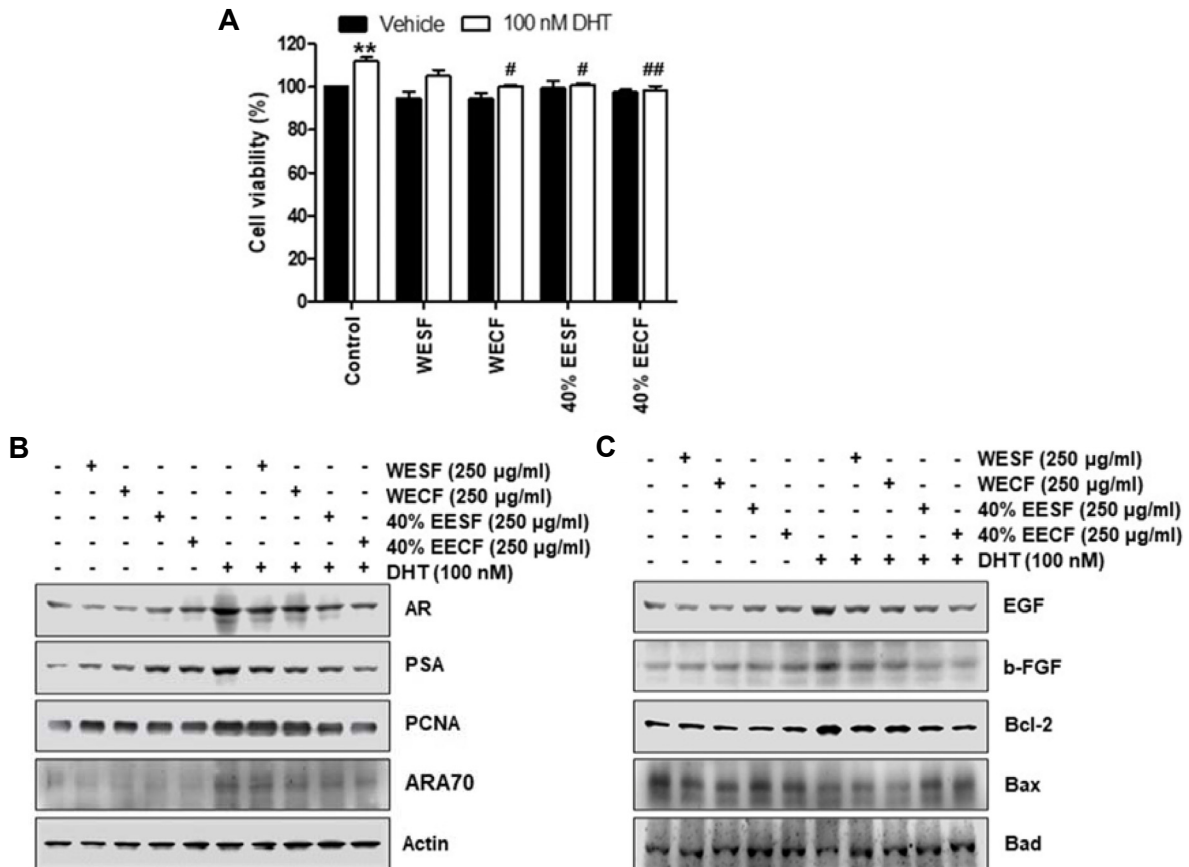 A
Vehicle 100 nM DHT
120
100
80
60
40
20
0
Cell viability (%)
** # # ##
Control
WESF
WECF
40% EESF
40% EECF
B
- + - - - - + - - - WESF (250 µg/ml)
- - + - - - - + - - WECF (250 µg/ml)
- - - + - - - - + - 40% EESF (250 µg/ml)
- - - - + - - - - + 40% EECF (250 µg/ml)
- - - - - + + + + + DHT (100 nM)
AR
PSA
PCNA
ARA70
Actin
C
- + - - - - + - - - WESF (250 µg/ml)
- - + - - - - + - - WECF (250 µg/ml)
- - - + - - - - + - 40% EESF (250 µg/ml)
- - - - + - - - - + 40% EECF (250 µg/ml)
- - - - - + + + + + DHT (100 nM)
EGF
b-FGF
Bcl-2
Bax
Bad